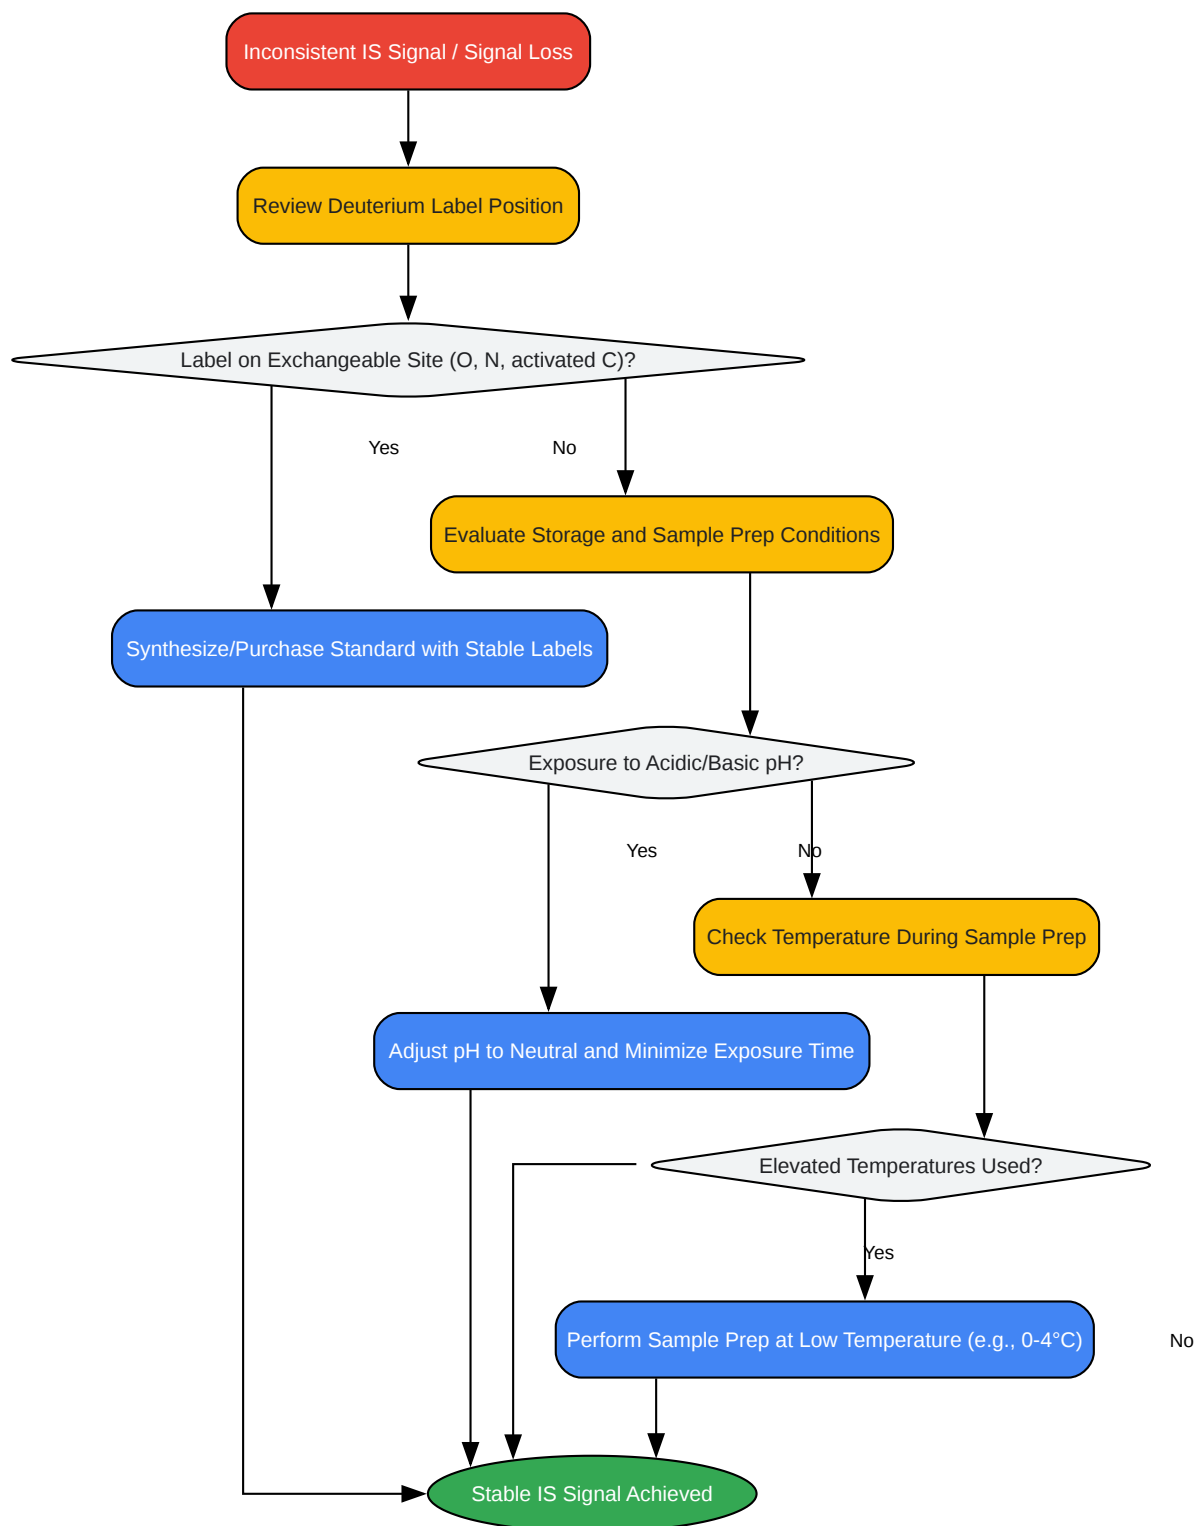 Inconsistent IS Signal / Signal Loss
Review Deuterium Label Position
Label on Exchangeable Site (O, N, activated C)?
Yes
No
Evaluate Storage and Sample Prep Conditions
Synthesize/Purchase Standard with Stable Labels
Exposure to Acidic/Basic pH?
Yes
No
Check Temperature During Sample Prep
Adjust pH to Neutral and Minimize Exposure Time
Elevated Temperatures Used?
Yes
Perform Sample Prep at Low Temperature (e.g., 0-4°C)
No
Stable IS Signal Achieved